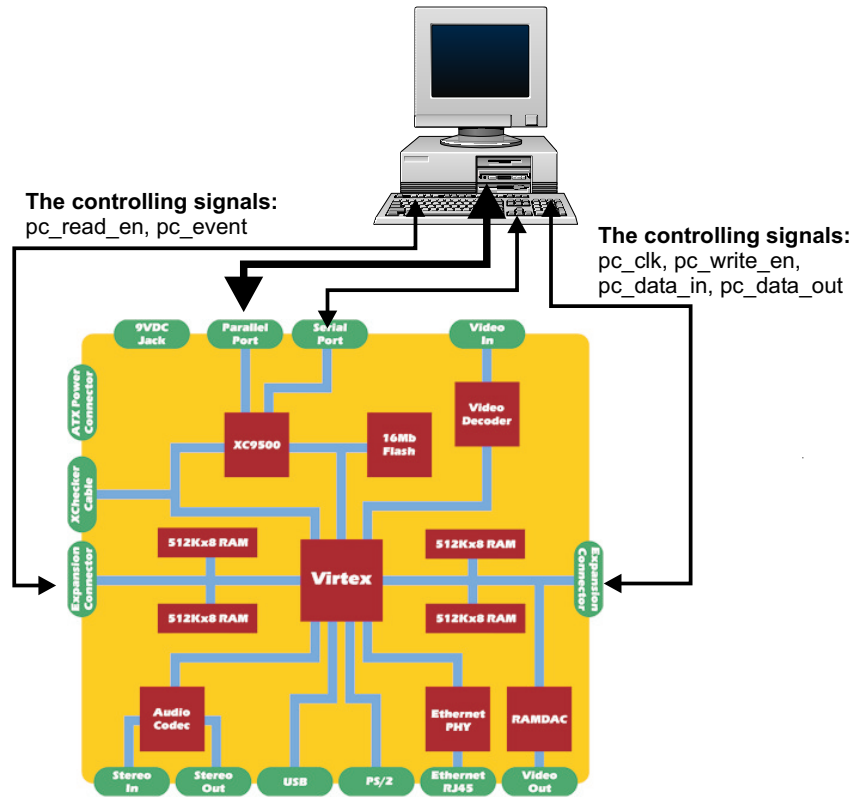 The controlling signals:
pc_read_en, pc_event
The controlling signals:
pc_clk, pc_write_en,
pc_data_in, pc_data_out
9VDC
Jack
Parallel
Port
Serial
Port
Video
In
ATX Power
Connector
XC9500
16Mb
Flash
Video
Decoder
XChecker
Cable
512Kx8 RAM
512Kx8 RAM
Expansion
Connector
Virtex
Expansion
Connector
512Kx8 RAM
512Kx8 RAM
Audio
Codec
Ethernet
PHY
RAMDAC
Stereo
In
Stereo
Out
USB
PS/2
Ethernet
RJ45
Video
Out